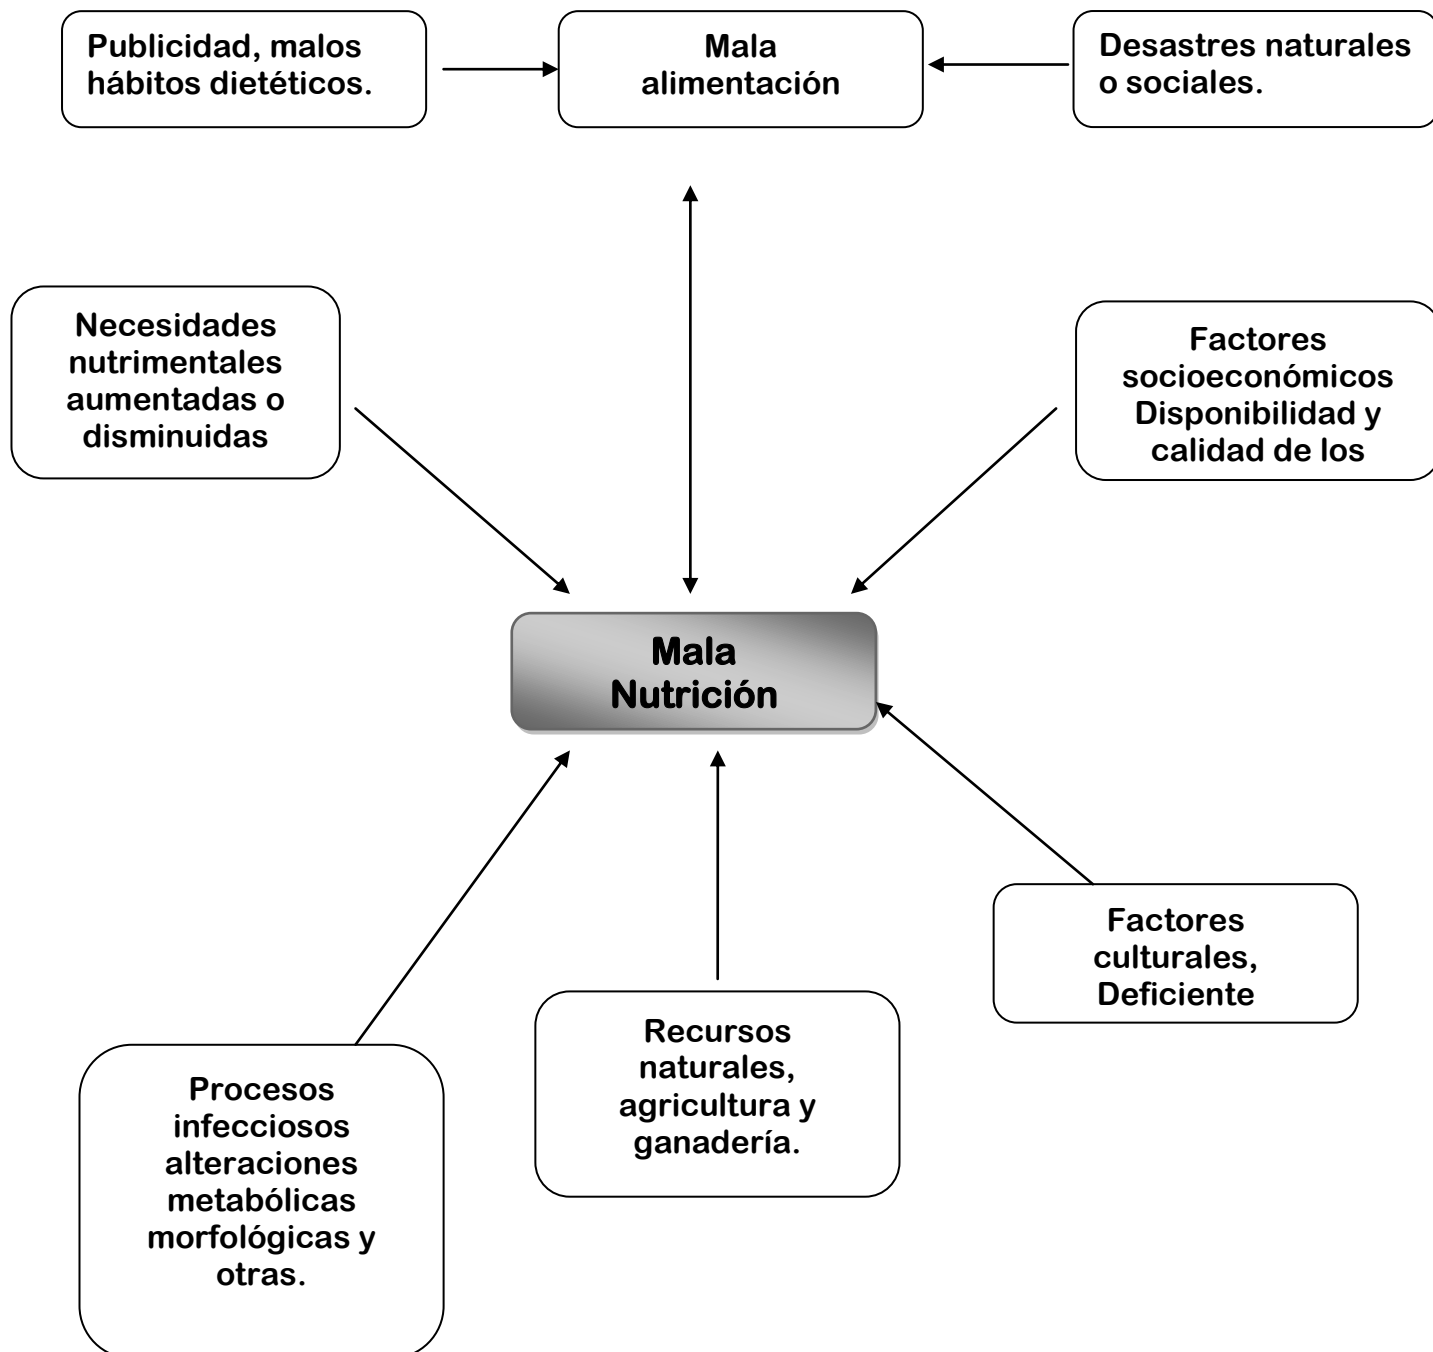 Publicidad, malos
hábitos dietéticos.
Mala
alimentación
Desastres naturales
o sociales.
Necesidades
nutrimentales
aumentadas o
disminuidas
Factores
socioeconómicos
Disponibilidad y
calidad de los
Mala
Nutrición
Factores
culturales,
Deficiente
Recursos
naturales,
agricultura y
ganadería.
Procesos
infecciosos
alteraciones
metabólicas
morfológicas y
otras.